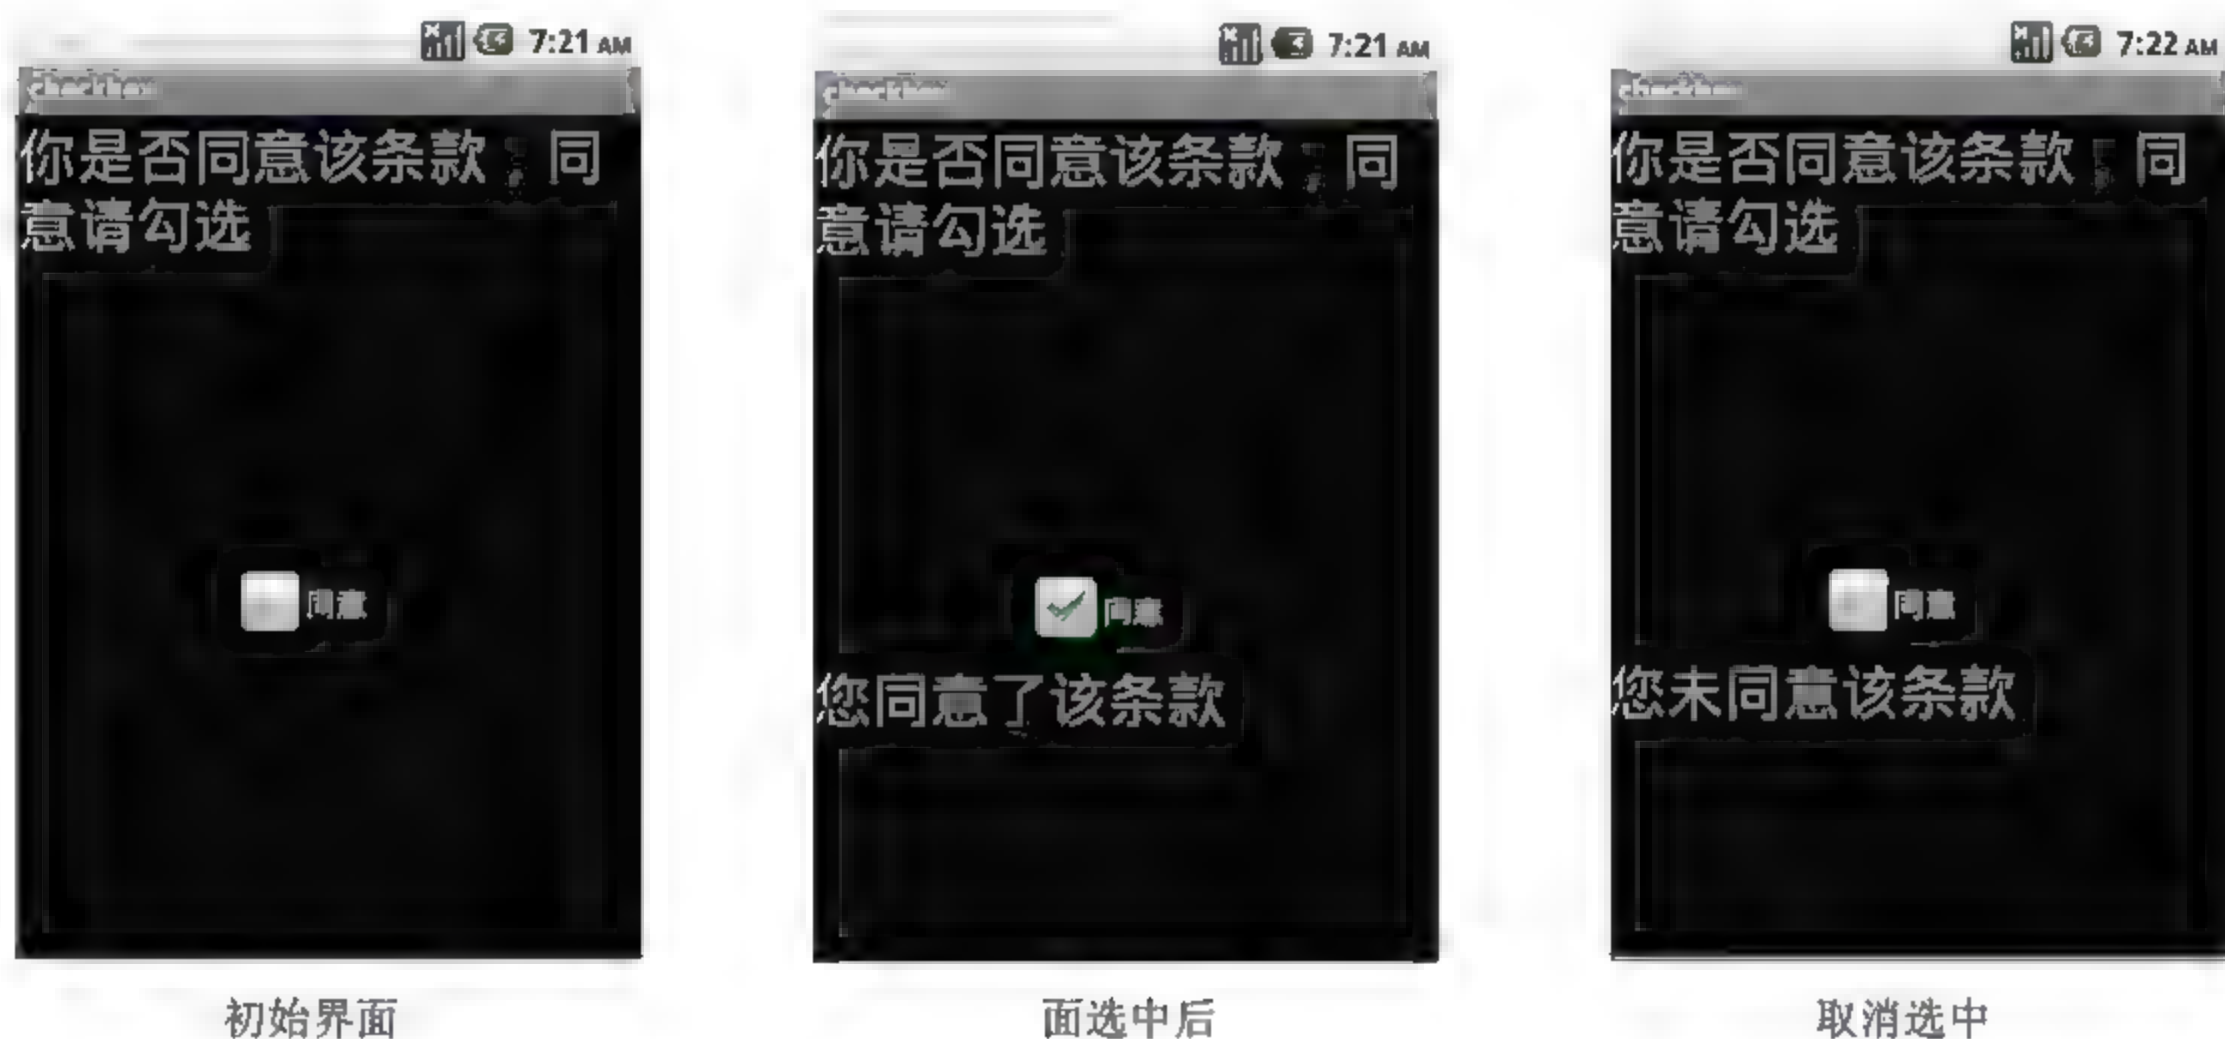 7:21 AM
checkbox
你是否同意该条款，同
意请勾选
同意
初始界面
7:21 AM
checkbox
你是否同意该条款，同
意请勾选
同意
您同意了该条款
面选中后
7:22 AM
checkbox
你是否同意该条款，同
意请勾选
同意
您未同意该条款
取消选中